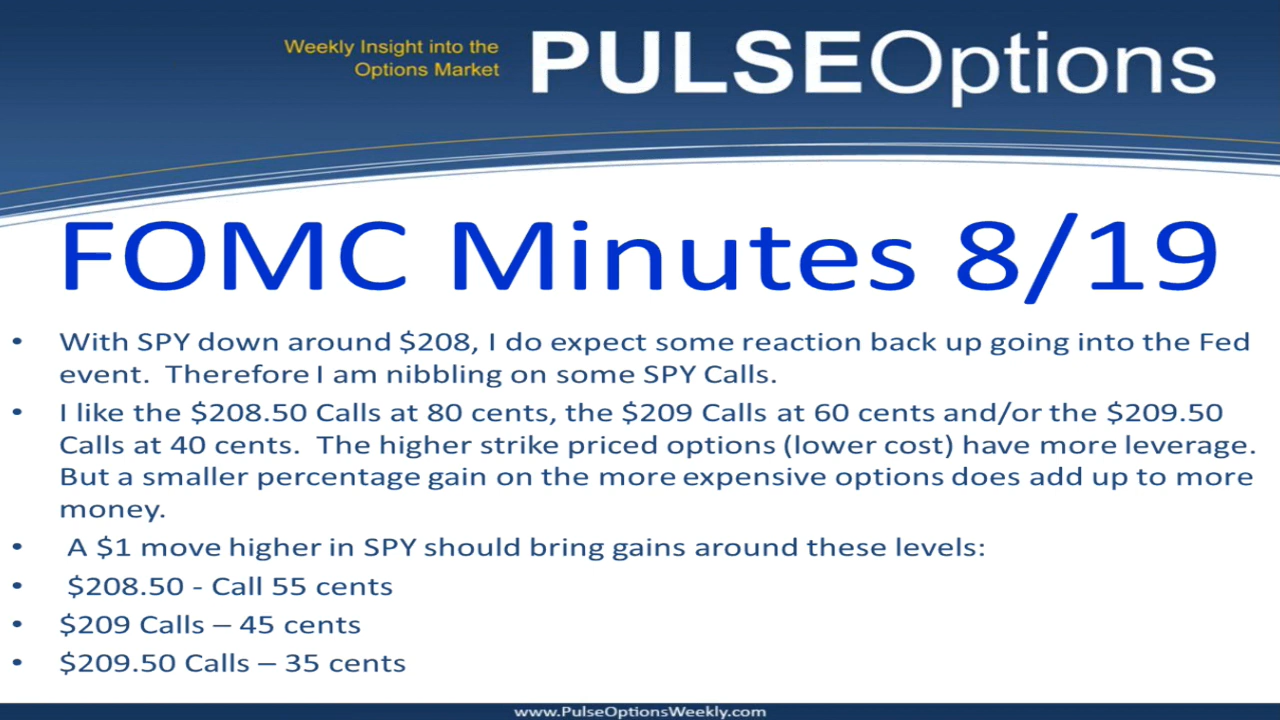 Weekly Insight into the
Options Market
PULSEOptions
FOMC Minutes 8/19
• With SPY down around $208, I do expect some reaction back up going into the Fed
event.  Therefore I am nibbling on some SPY Calls.
• I like the $208.50 Calls at 80 cents, the $209 Calls at 60 cents and/or the $209.50
Calls at 40 cents.  The higher strike priced options (lower cost) have more leverage.
But a smaller percentage gain on the more expensive options does add up to more
money.
• A $1 move higher in SPY should bring gains around these levels:
• $208.50 - Call 55 cents
• $209 Calls – 45 cents
• $209.50 Calls – 35 cents
www.PulseOptionsWeekly.com